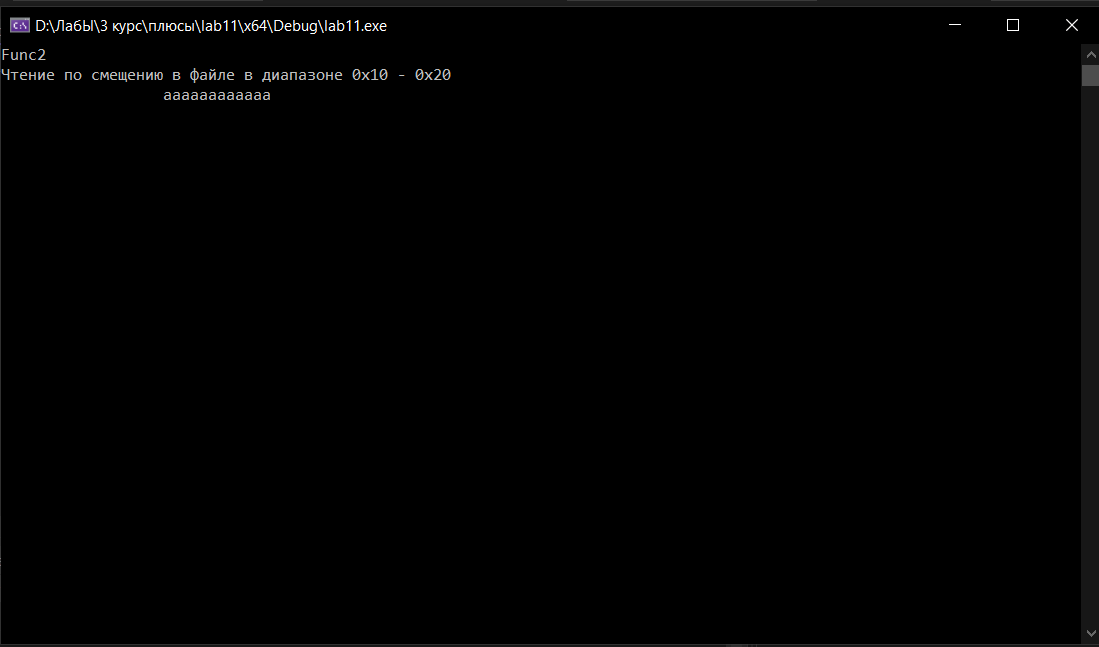 D:\ЛабЫ\3 курс\плюсы\lab11\x64\Debug\lab11.exe
Func2
Чтение по смещению в файле в диапазоне 0x10 - 0x20
aaaaaaaaaaaa